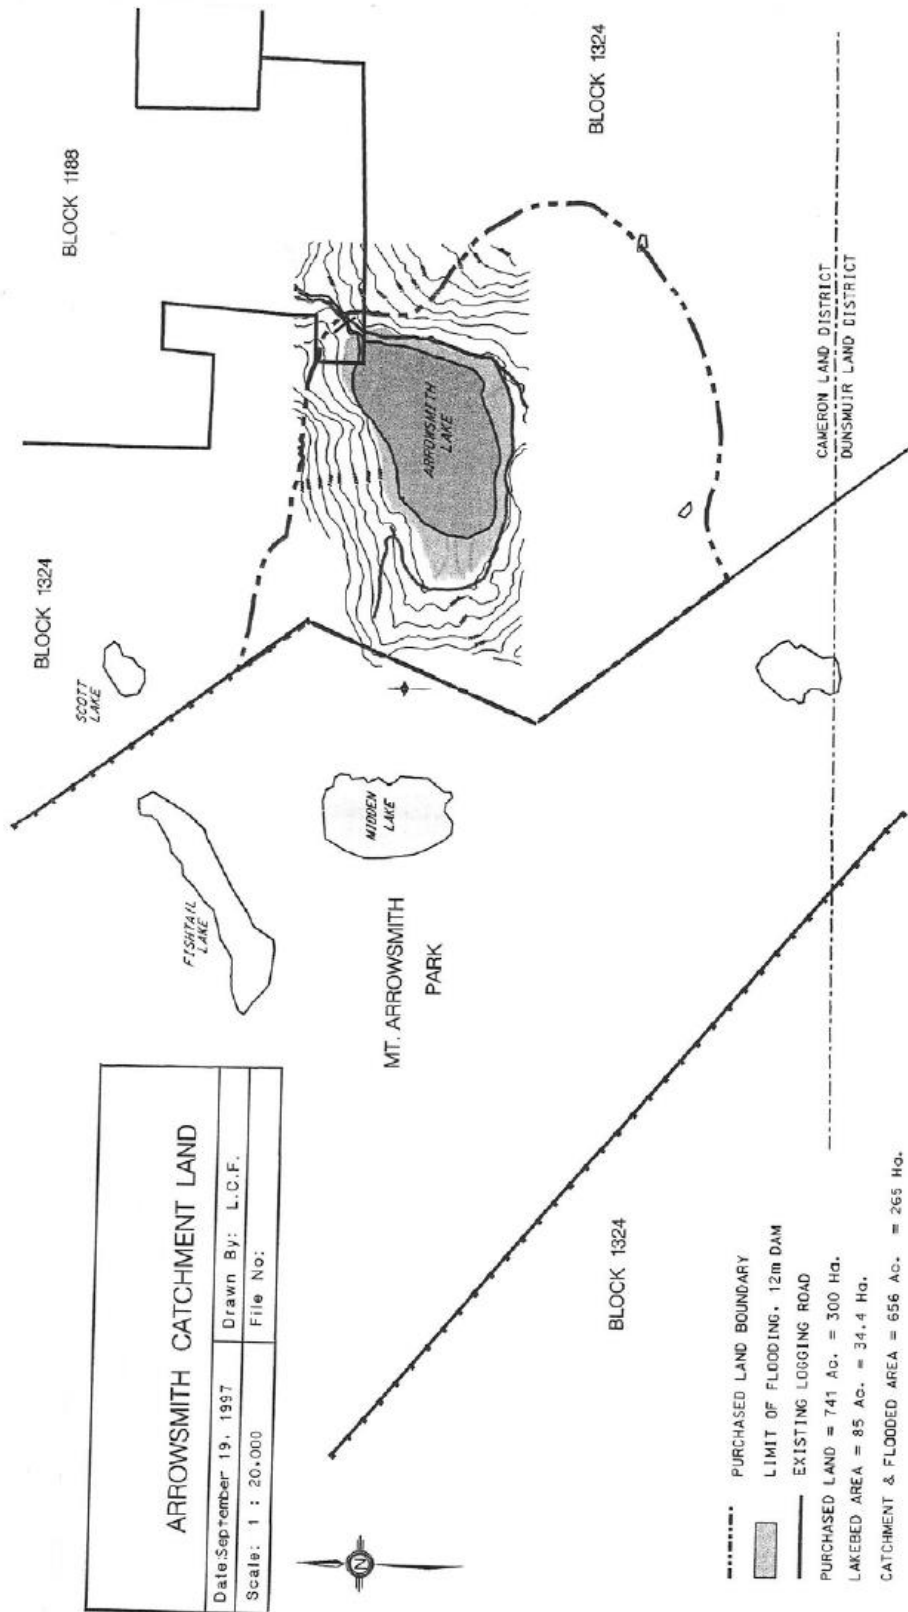 ARROWSMITH CATCHMENT LAND
Date:September 19, 1997
Drawn By: L.C.F.
Scale: 1 : 20,000
File No:
BLOCK 1188
BLOCK 1324
BLOCK 1324
SCOTT
LAKE
FISHTAIL
LAKE
MIDDEN
LAKE
ARROWSMITH
LAKE
MT. ARROWSMITH
PARK
BLOCK 1324
CAMERON LAND DISTRICT
DUNSMUIR LAND DISTRICT
N
PURCHASED LAND BOUNDARY
LIMIT OF FLOODING, 12m DAM
EXISTING LOGGING ROAD
PURCHASED LAND = 741 Ac. = 300 Ha.
LAKEBED AREA = 85 Ac. = 34.4 Ha.
CATCHMENT & FLOODED AREA = 656 Ac. = 265 Ha.